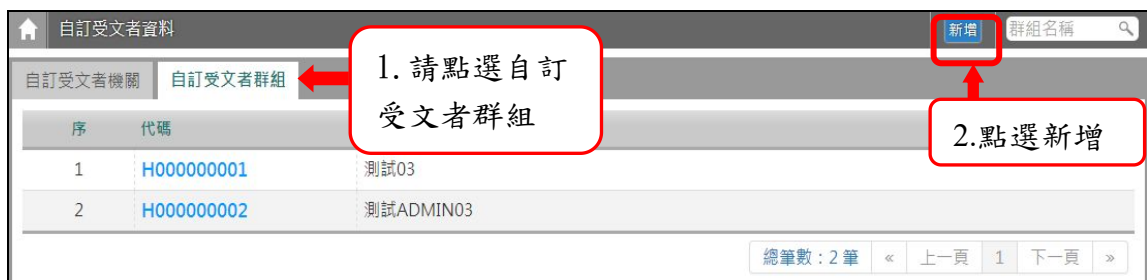 自訂受文者資料 新增 群組名稱
自訂受文者機關 自訂受文者群組
1. 請點選自訂
受文者群組
2.點選新增
序 代碼
1 H000000001 測試03
2 H000000002 測試ADMIN03
總筆數：2 筆 « 上一頁 1 下一頁 »